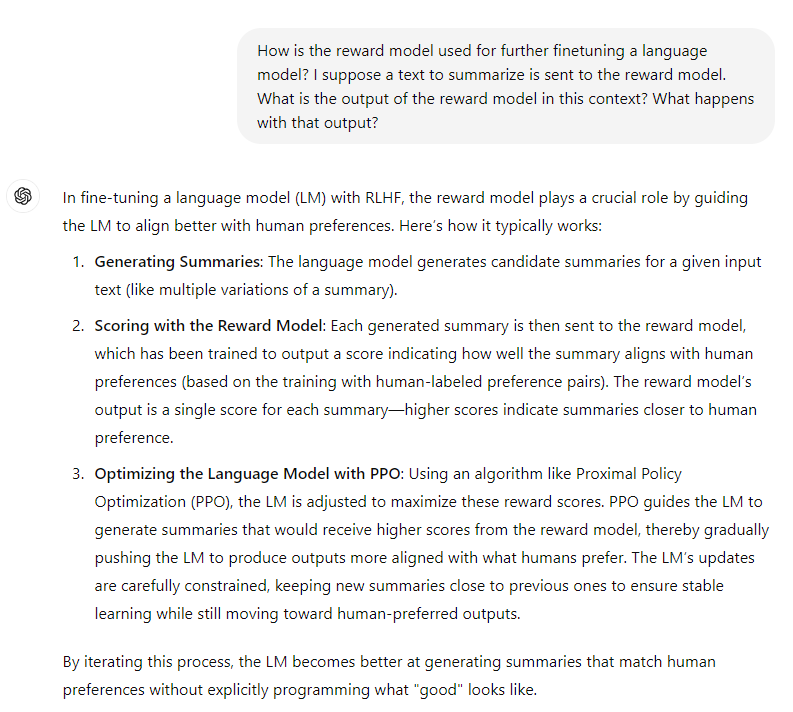 How is the reward model used for further finetuning a language
model? I suppose a text to summarize is sent to the reward model.
What is the output of the reward model in this context? What happens
with that output?
In fine-tuning a language model (LM) with RLHF, the reward model plays a crucial role by guiding
the LM to align better with human preferences. Here's how it typically works:
1. Generating Summaries: The language model generates candidate summaries for a given input
text (like multiple variations of a summary).
2. Scoring with the Reward Model: Each generated summary is then sent to the reward model,
which has been trained to output a score indicating how well the summary aligns with human
preferences (based on the training with human-labeled preference pairs). The reward model's
output is a single score for each summary—higher scores indicate summaries closer to human
preference.
3. Optimizing the Language Model with PPO: Using an algorithm like Proximal Policy
Optimization (PPO), the LM is adjusted to maximize these reward scores. PPO guides the LM to
generate summaries that would receive higher scores from the reward model, thereby gradually
pushing the LM to produce outputs more aligned with what humans prefer. The LM's updates
are carefully constrained, keeping new summaries close to previous ones to ensure stable
learning while still moving toward human-preferred outputs.
By iterating this process, the LM becomes better at generating summaries that match human
preferences without explicitly programming what "good" looks like.